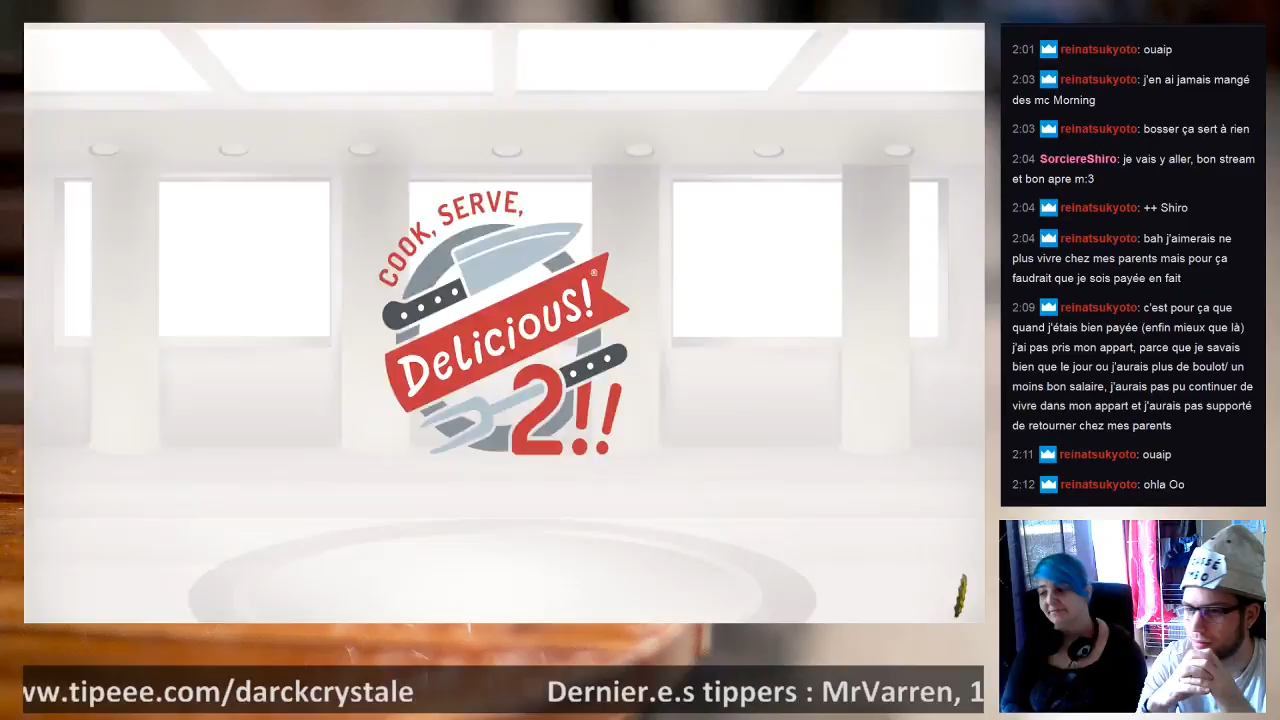 COOK, SERVE,
Delicious!®
2!!
2:01 reinatsukyoto: ouaip
2:03 reinatsukyoto: j'en ai jamais mangé
des mc Morning
2:03 reinatsukyoto: bosser ça sert à rien
2:04 SorciereShiro: je vais y aller, bon stream
et bon apre m:3
2:04 reinatsukyoto: ++ Shiro
2:04 reinatsukyoto: bah j'aimerais ne
plus vivre chez mes parents mais pour ça
faudrait que je sois payée en fait
2:09 reinatsukyoto: c'est pour ça que
quand j'étais bien payée (enfin mieux que là)
j'ai pas pris mon appart, parce que je savais
bien que le jour ou j'aurais plus de boulot/ un
moins bon salaire, j'aurais pas pu continuer de
vivre dans mon appart et j'aurais pas supporté
de retourner chez mes parents
2:11 reinatsukyoto: ouaip
2:12 reinatsukyoto: ohla Oo
ww.tipeee.com/darckcrystale Dernier.e.s tippers : MrVarren, 1